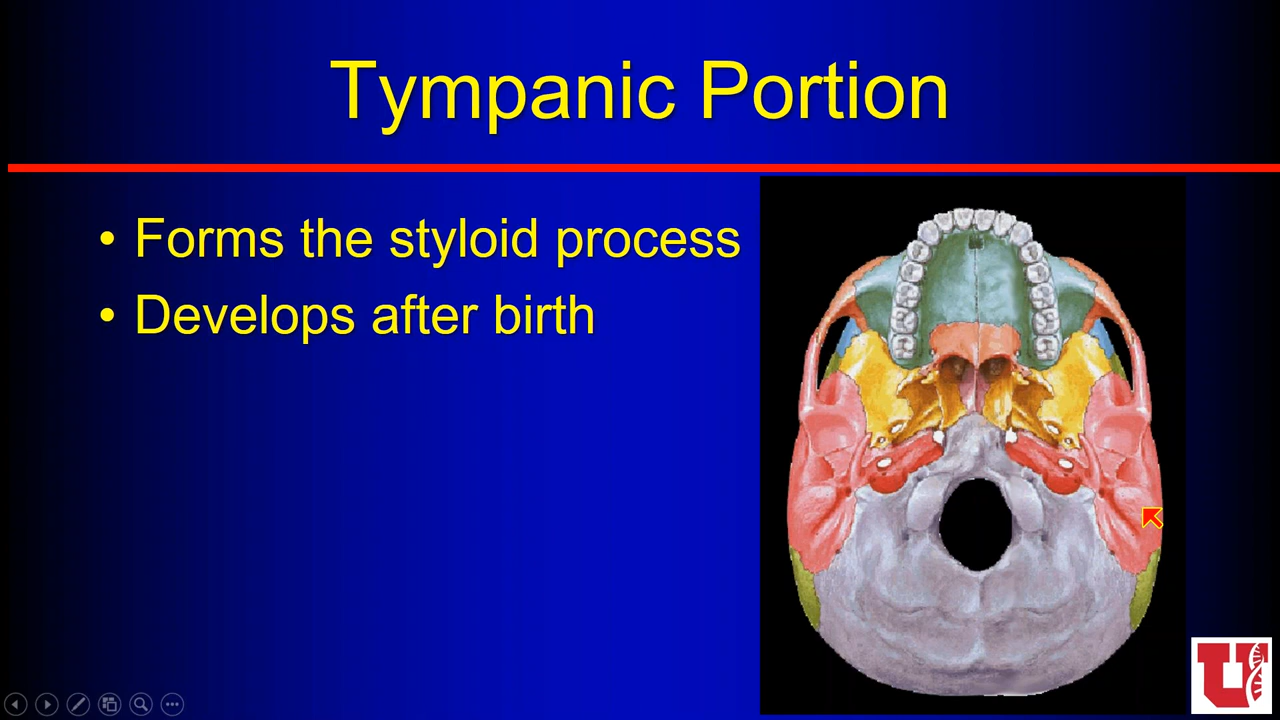 Tympanic Portion
• Forms the styloid process
• Develops after birth
U